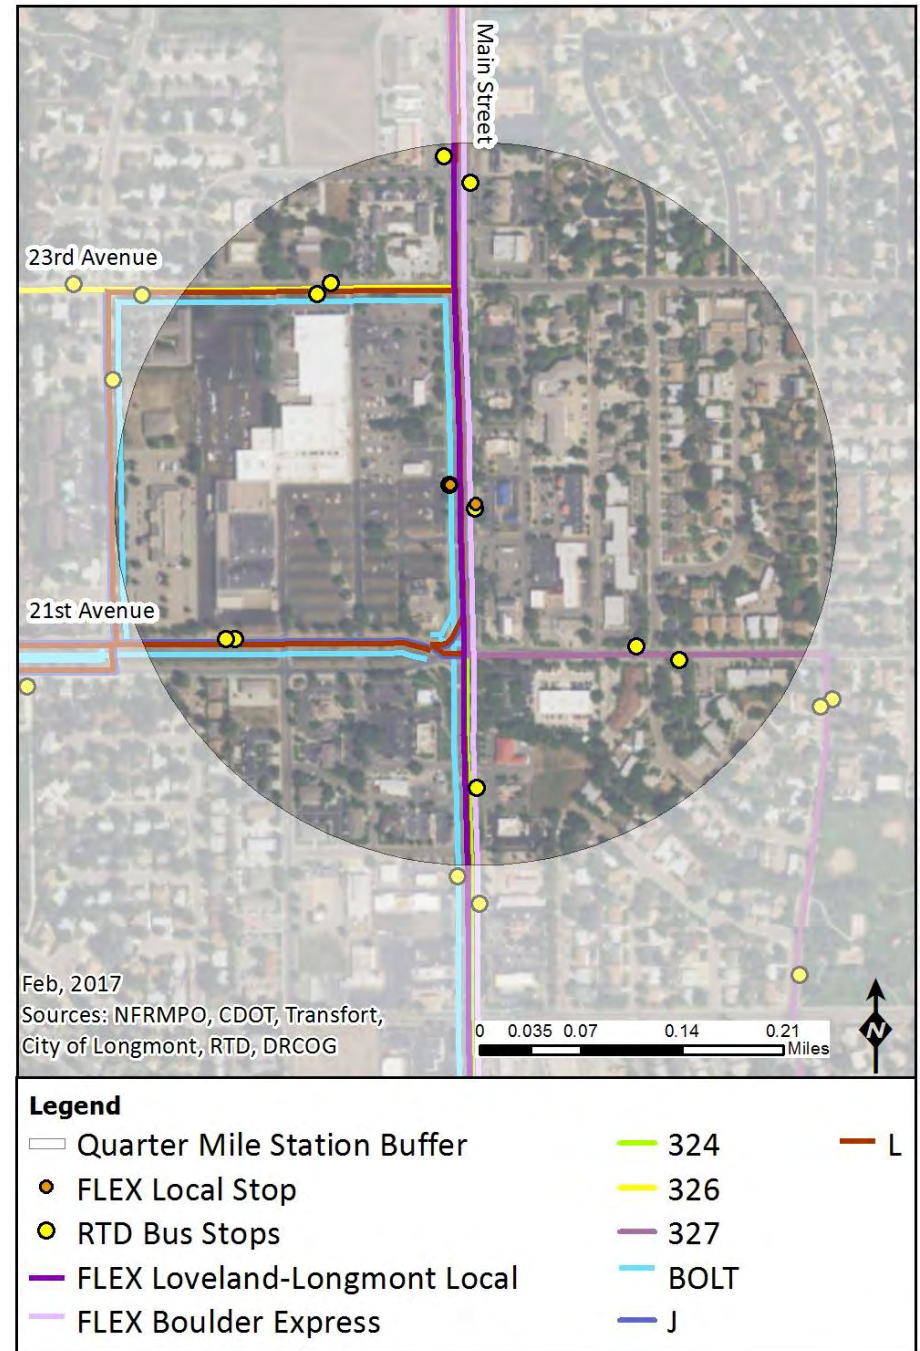 Main Street
23rd Avenue
21st Avenue
Feb, 2017
Sources: NFRMPO, CDOT, Transfort,
City of Longmont, RTD, DRCOG
0 0.035 0.07 0.14 0.21
Miles
N
Legend
Quarter Mile Station Buffer
FLEX Local Stop
RTD Bus Stops
FLEX Loveland-Longmont Local
FLEX Boulder Express
324
326
327
BOLT
J
L